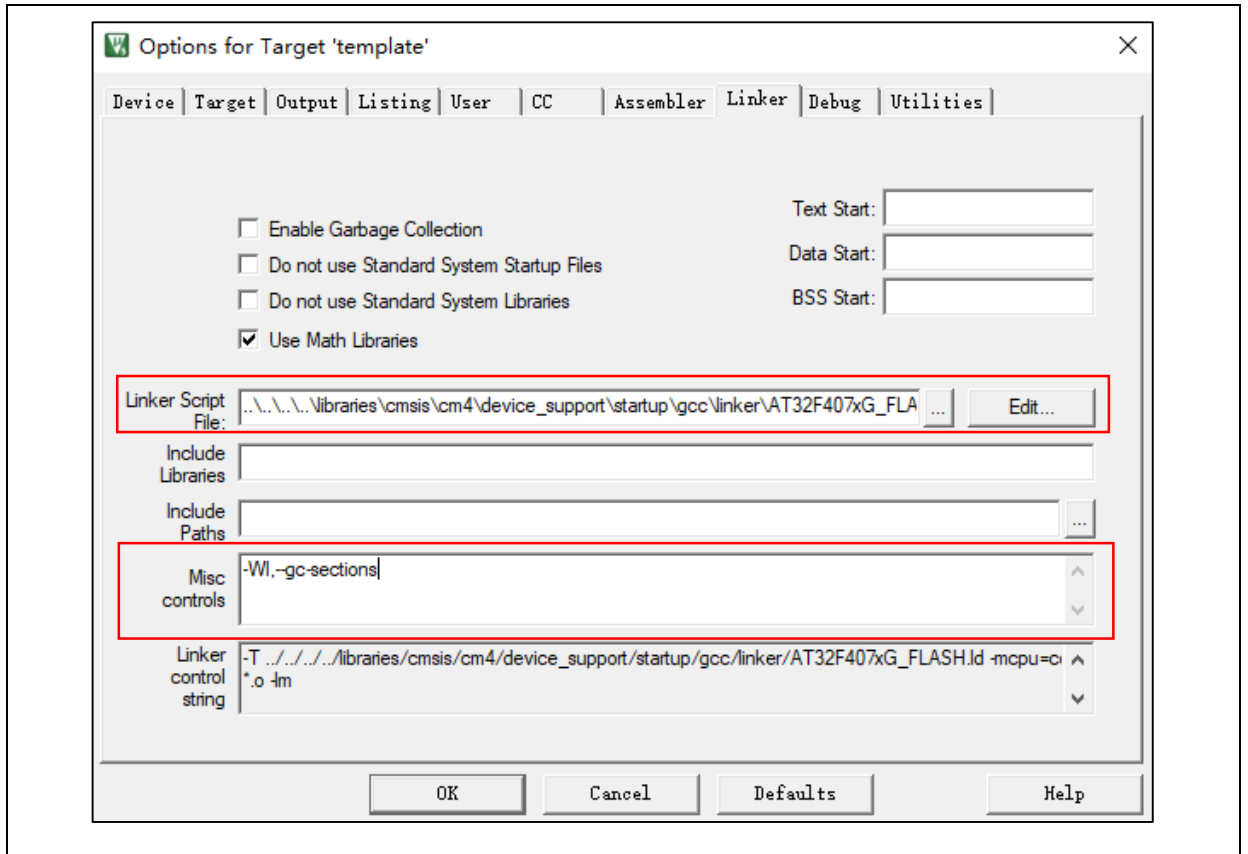 Options for Target 'template'
Device Target Output Listing User CC Assembler Linker Debug Utilities
Enable Garbage Collection
Do not use Standard System Startup Files
Do not use Standard System Libraries
Use Math Libraries
Text Start:
Data Start:
BSS Start:
Linker Script File: ..\..\..\..\libraries\cmsis\cm4\device_support\startup\gcc\linker\AT32F407xG_FLA ... Edit...
Include Libraries
Include Paths ...
Misc controls -Wl,--gc-sections
Linker control string -T ../../../../libraries/cmsis/cm4/device_support/startup/gcc/linker/AT32F407xG_FLASH.ld -mcpu=c
*.o -lm
OK Cancel Defaults Help